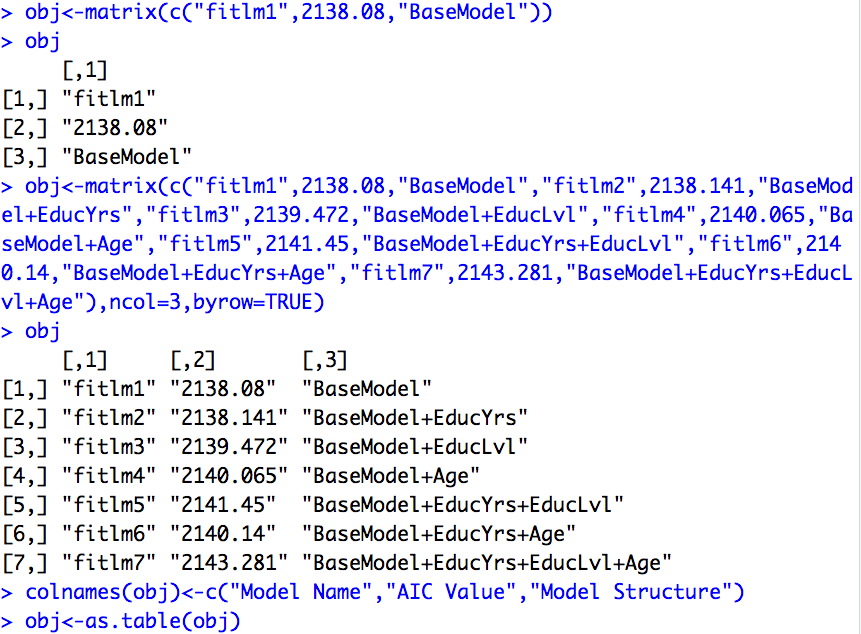 > obj<-matrix(c("fitlm1",2138.08,"BaseModel"))
> obj
     [,1]
[1,] "fitlm1"
[2,] "2138.08"
[3,] "BaseModel"
> obj<-matrix(c("fitlm1",2138.08,"BaseModel","fitlm2",2138.141,"BaseMod
el+EducYrs","fitlm3",2139.472,"BaseModel+EducLvl","fitlm4",2140.065,"Ba
seModel+Age","fitlm5",2141.45,"BaseModel+EducYrs+EducLvl","fitlm6",214
0.14,"BaseModel+EducYrs+Age","fitlm7",2143.281,"BaseModel+EducYrs+EducL
vl+Age"),ncol=3,byrow=TRUE)
> obj
     [,1]     [,2]       [,3]
[1,] "fitlm1" "2138.08"  "BaseModel"
[2,] "fitlm2" "2138.141" "BaseModel+EducYrs"
[3,] "fitlm3" "2139.472" "BaseModel+EducLvl"
[4,] "fitlm4" "2140.065" "BaseModel+Age"
[5,] "fitlm5" "2141.45"  "BaseModel+EducYrs+EducLvl"
[6,] "fitlm6" "2140.14"  "BaseModel+EducYrs+Age"
[7,] "fitlm7" "2143.281" "BaseModel+EducYrs+EducLvl+Age"
> colnames(obj)<-c("Model Name","AIC Value","Model Structure")
> obj<-as.table(obj)